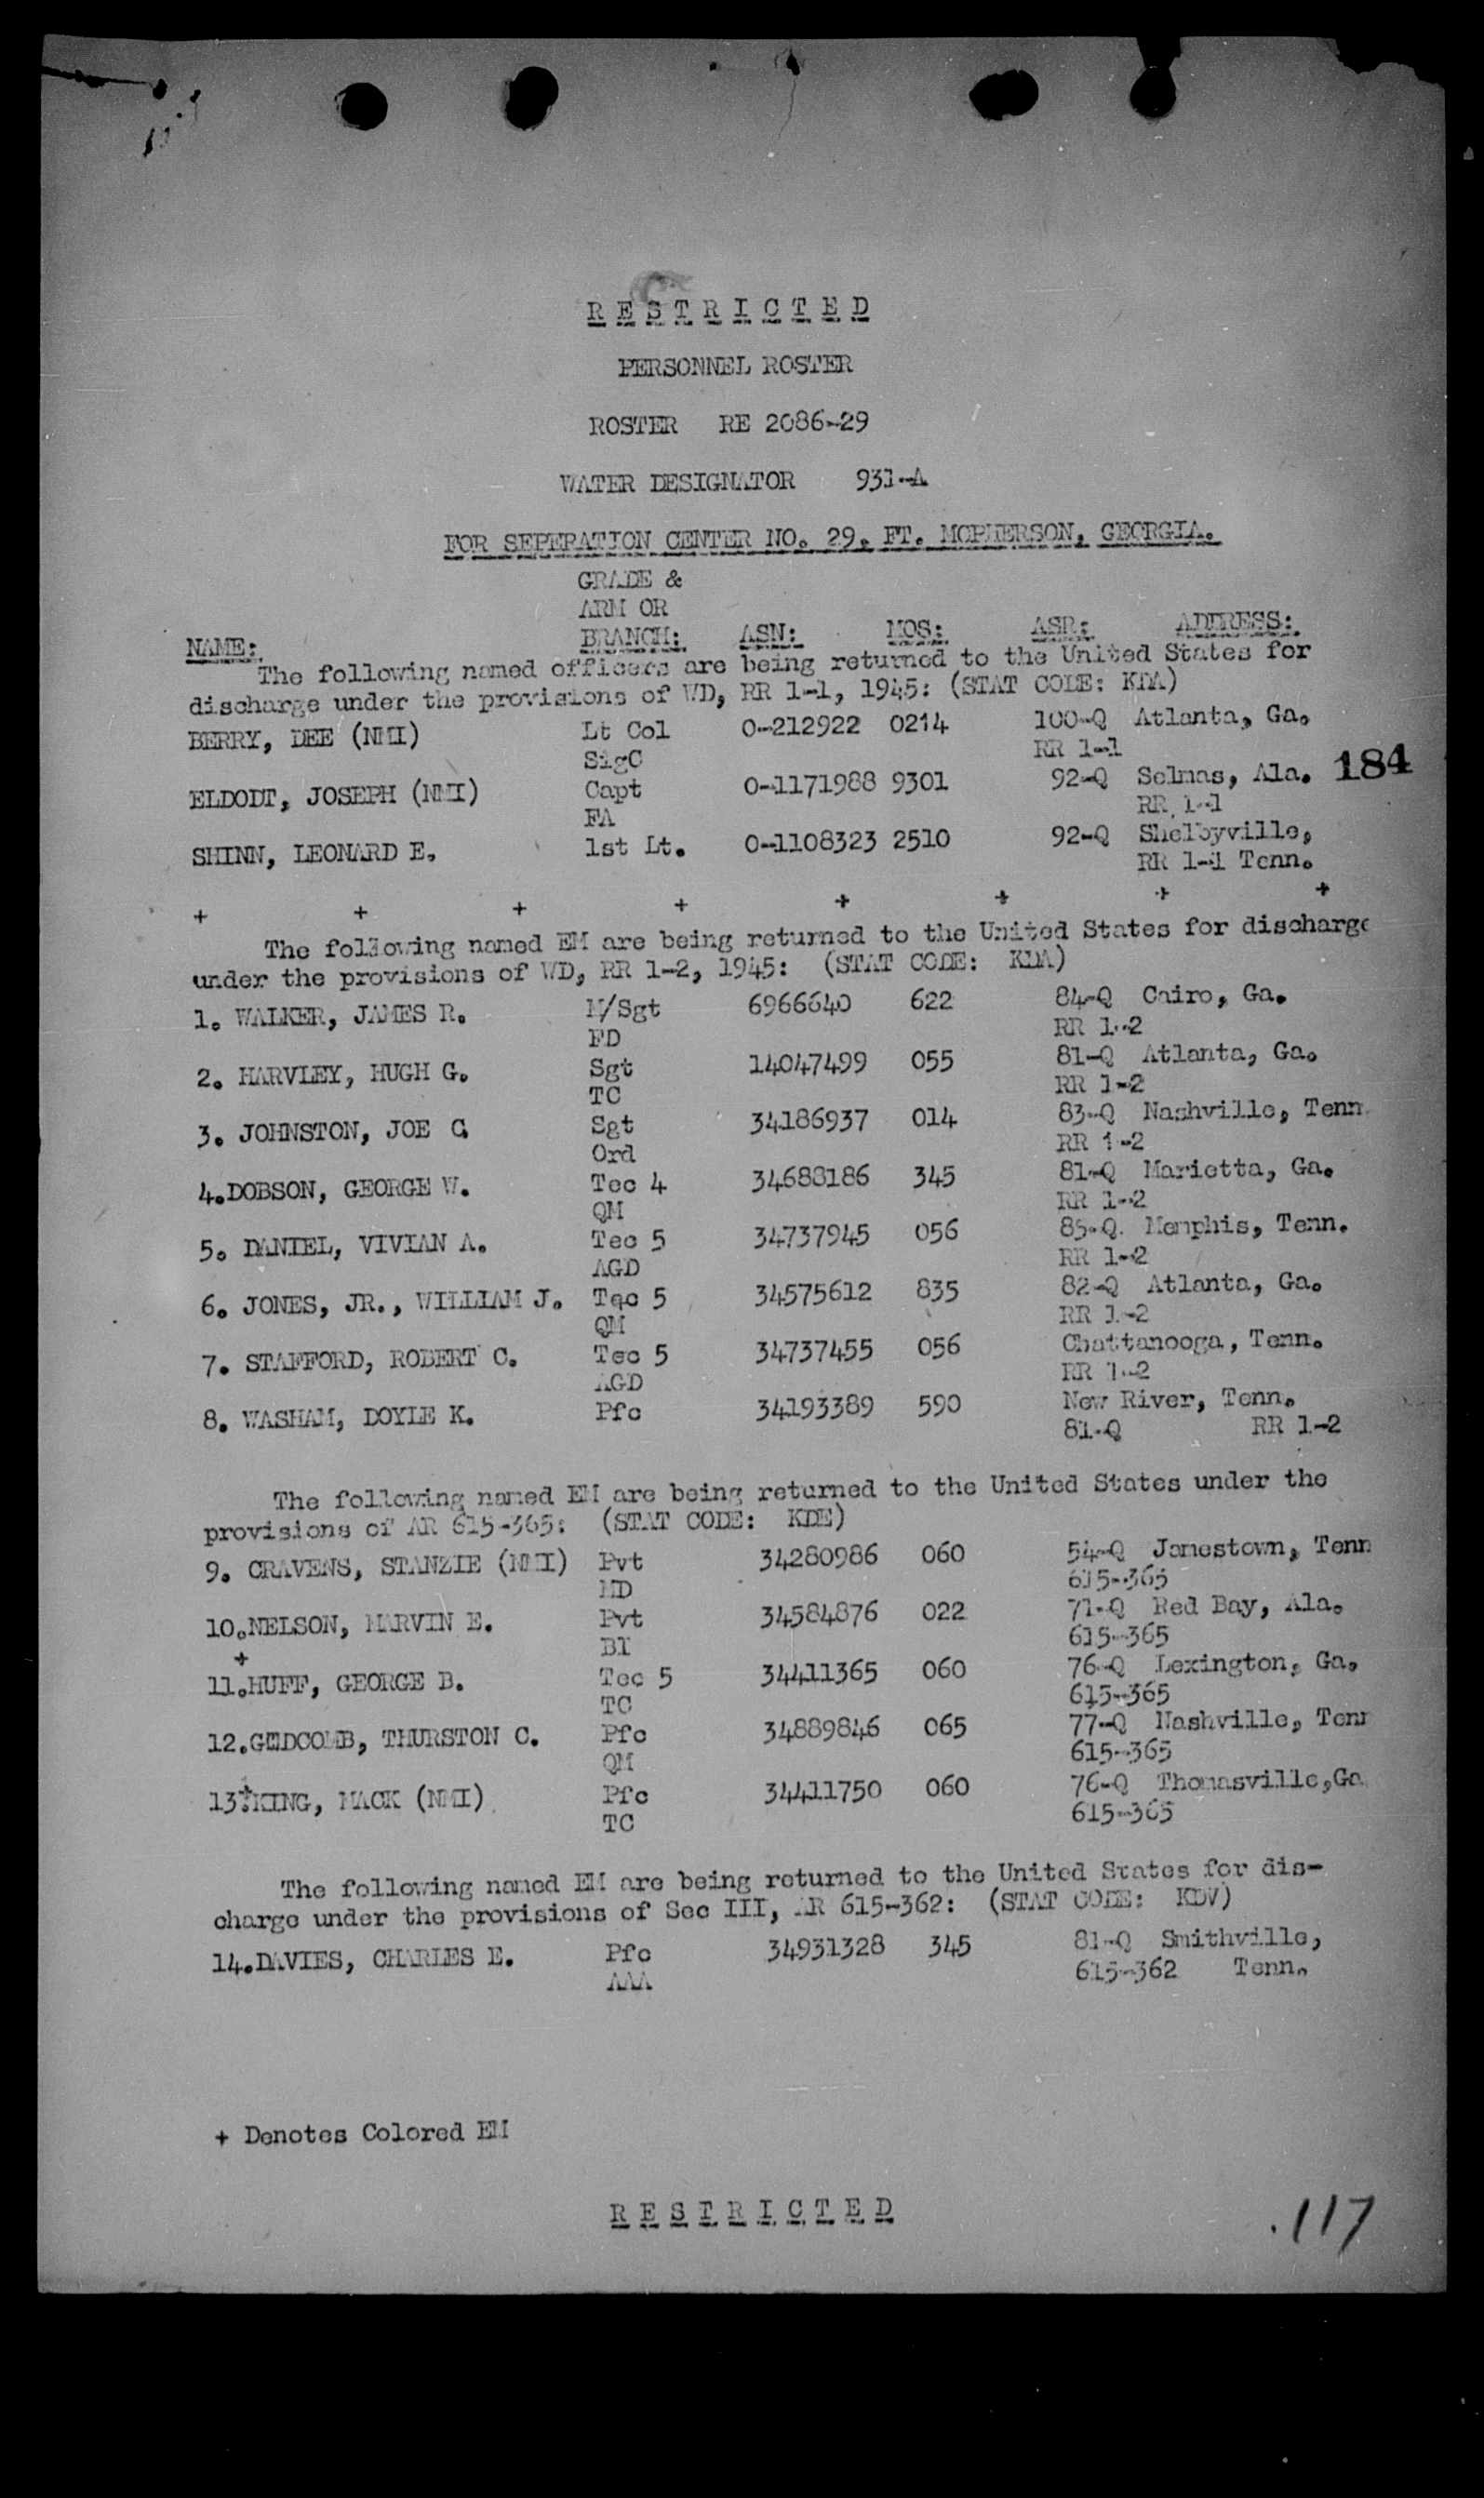 R E S T R I C T E D
PERSONNEL ROSTER
ROSTER RE 2086-29
WATER DESIGNATOR 931-A
FOR SEPERATION CENTER NO. 29, FT. MCPHERSON, GEORGIA.
GRADE &
ARM OR
NAME: BRANCH: ASN: MOS: ASR: ADDRESS:
The following named officers are being returned to the United States for
discharge under the provisions of WD, RR 1-1, 1945: (STAT CODE: KDA)
BERRY, DEE (NMI) Lt Col 0-212922 0214 100-Q Atlanta, Ga.
SigC RR 1-1
ELDODT, JOSEPH (NMI) Capt 0-1171988 9301 92-Q Selmas, Ala. 184
FA RR 1-1
SHINN, LEONARD E. 1st Lt. 0-1108323 2510 92-Q Shelbyville,
RR 1-1 Tenn.
+ + + + + + + +
The following named EM are being returned to the United States for discharge
under the provisions of WD, RR 1-2, 1945: (STAT CODE: KDA)
1. WALKER, JAMES R. M/Sgt 6966640 622 84-Q Cairo, Ga.
FD RR 1-2
2. HARVLEY, HUGH G. Sgt 14047499 055 81-Q Atlanta, Ga.
TC RR 1-2
3. JOHNSTON, JOE C Sgt 34186937 014 83-Q Nashville, Tenn.
Ord RR 1-2
4.DOBSON, GEORGE W. Tec 4 34688186 345 81-Q Marietta, Ga.
QM RR 1-2
5. DANIEL, VIVIAN A. Tec 5 34737945 056 85-Q. Memphis, Tenn.
AGD RR 1-2
6. JONES, JR., WILLIAM J. Tec 5 34575612 835 82-Q Atlanta, Ga.
QM RR 1-2
7. STAFFORD, ROBERT C. Tec 5 34737455 056 Chattanooga, Tenn.
AGD RR 1-2
8. WASHAM, DOYLE K. Pfc 34193389 590 New River, Tenn.
81-Q RR 1-2
The following named EM are being returned to the United States under the
provisions of AR 615-365: (STAT CODE: KDE)
9. CRAVENS, STANZIE (NMI) Pvt 34280986 060 54-Q Jamestown, Tenn
MD 615-365
10.NELSON, MARVIN E. Pvt 34584876 022 71-Q Red Bay, Ala.
BI 615-365
+
11.HUFF, GEORGE B. Tec 5 34411365 060 76-Q Lexington, Ga.
TC 615-365
12.GEDCOMB, THURSTON C. Pfc 34889846 065 77-Q Nashville, Tenn
QM 615-365
13+KING, MACK (NMI) Pfc 34411750 060 76-Q Thomasville,Ga
TC 615-365
The following named EM are being returned to the United States for dis-
charge under the provisions of Sec III, AR 615-362: (STAT CODE: KDV)
14.DAVIES, CHARLES E. Pfc 34931328 345 81-Q Smithville,
AAA 615-362 Tenn.
+ Denotes Colored EM
R E S T R I C T E D
.117